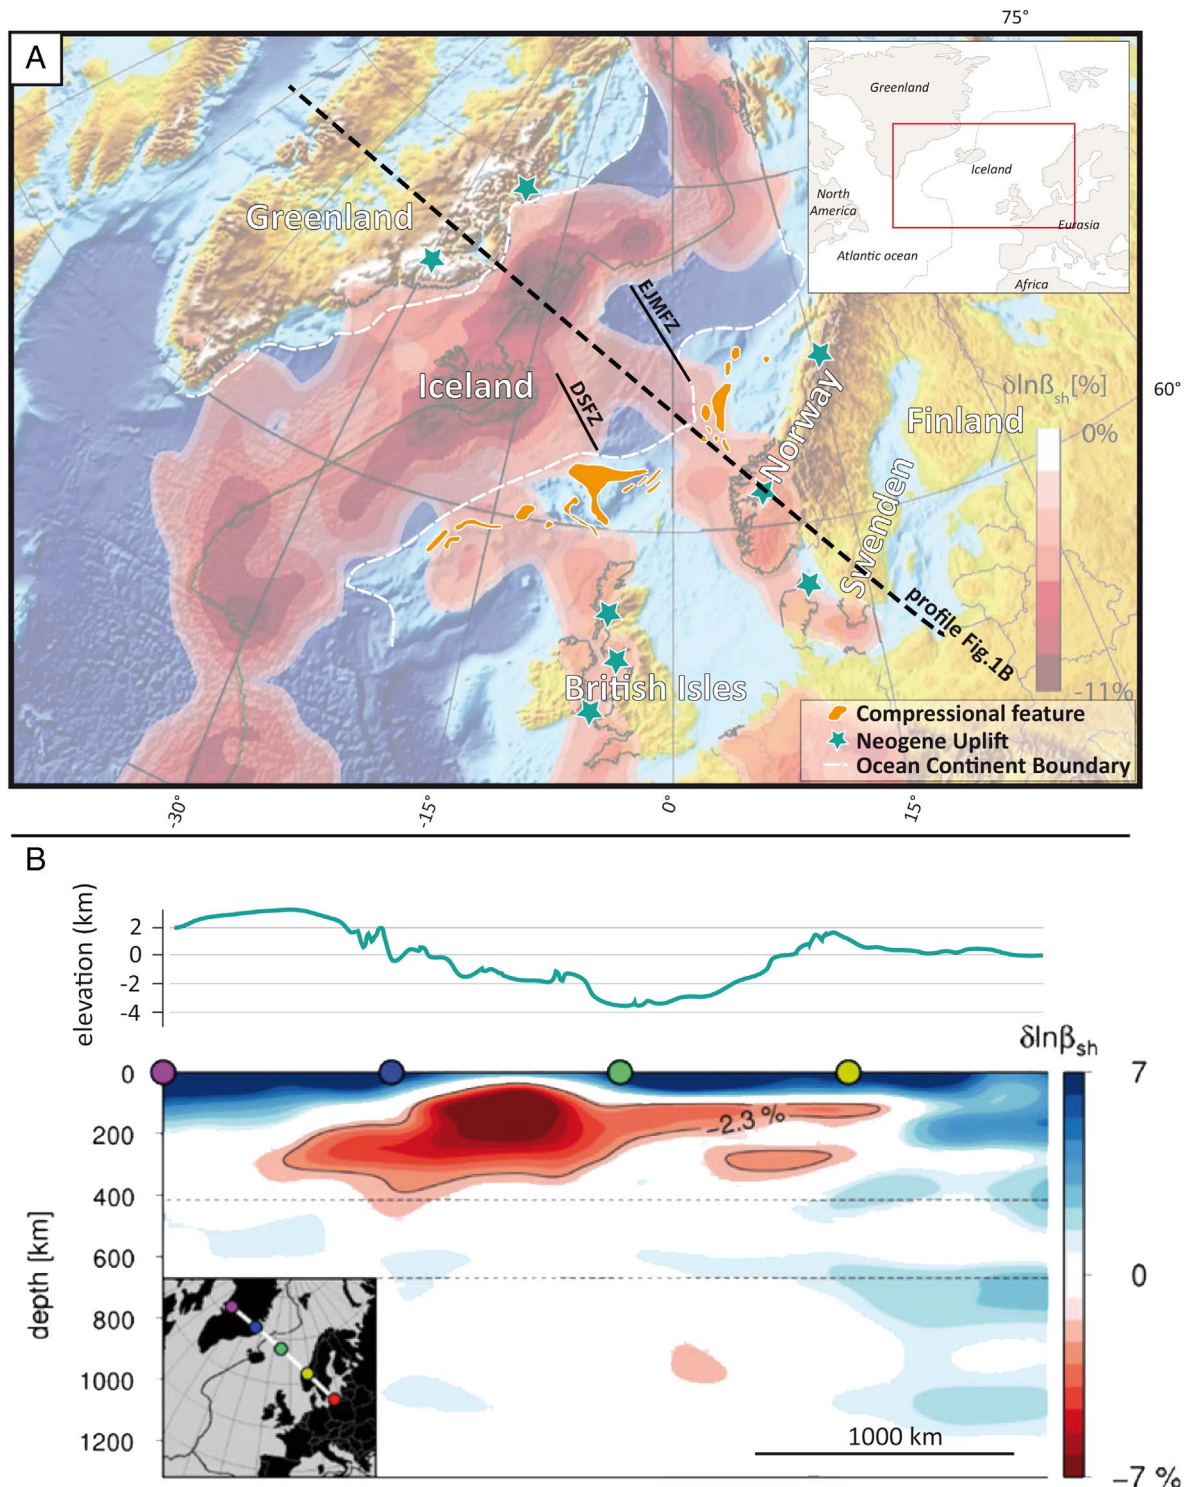 75°
A
Greenland
Iceland
North
America
Eurasia
Atlantic ocean
Africa
Greenland
EJMFZ
Iceland
DSFZ
Norway
Finland
Swenden
δlnßsh[%]
0%
60°
profile Fig.1B
-11%
British Isles
Compressional feature
Neogene Uplift
Ocean Continent Boundary
-30°
-15°
0°
15°
B
elevation (km)
2
0
-2
-4
δlnβsh
7
0
−7 %
−2.3 %
depth [km]
0
200
400
600
800
1000
1200
1000 km